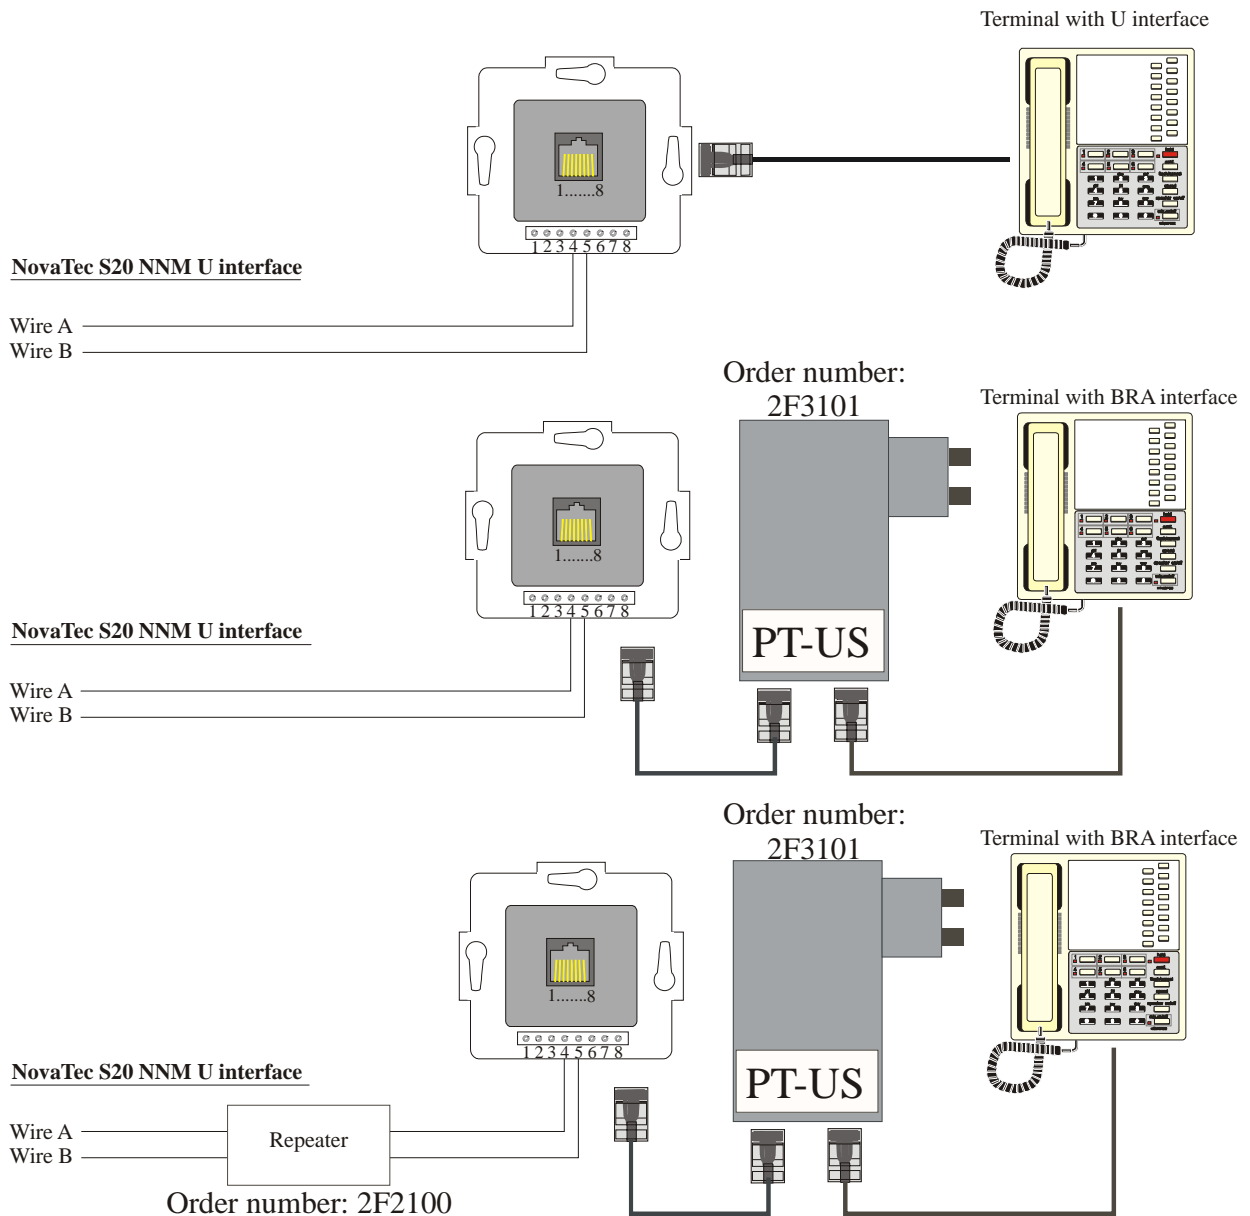 Terminal with U interface
1.......8
1 2 3 4 5 6 7 8
NovaTec S20 NNM U interface
Wire A
Wire B
Order number:
2F3101
Terminal with BRA interface
1.......8
1 2 3 4 5 6 7 8
NovaTec S20 NNM U interface
PT-US
Wire A
Wire B
Order number:
2F3101
Terminal with BRA interface
1.......8
1 2 3 4 5 6 7 8
NovaTec S20 NNM U interface
PT-US
Wire A
Repeater
Wire B
Order number: 2F2100